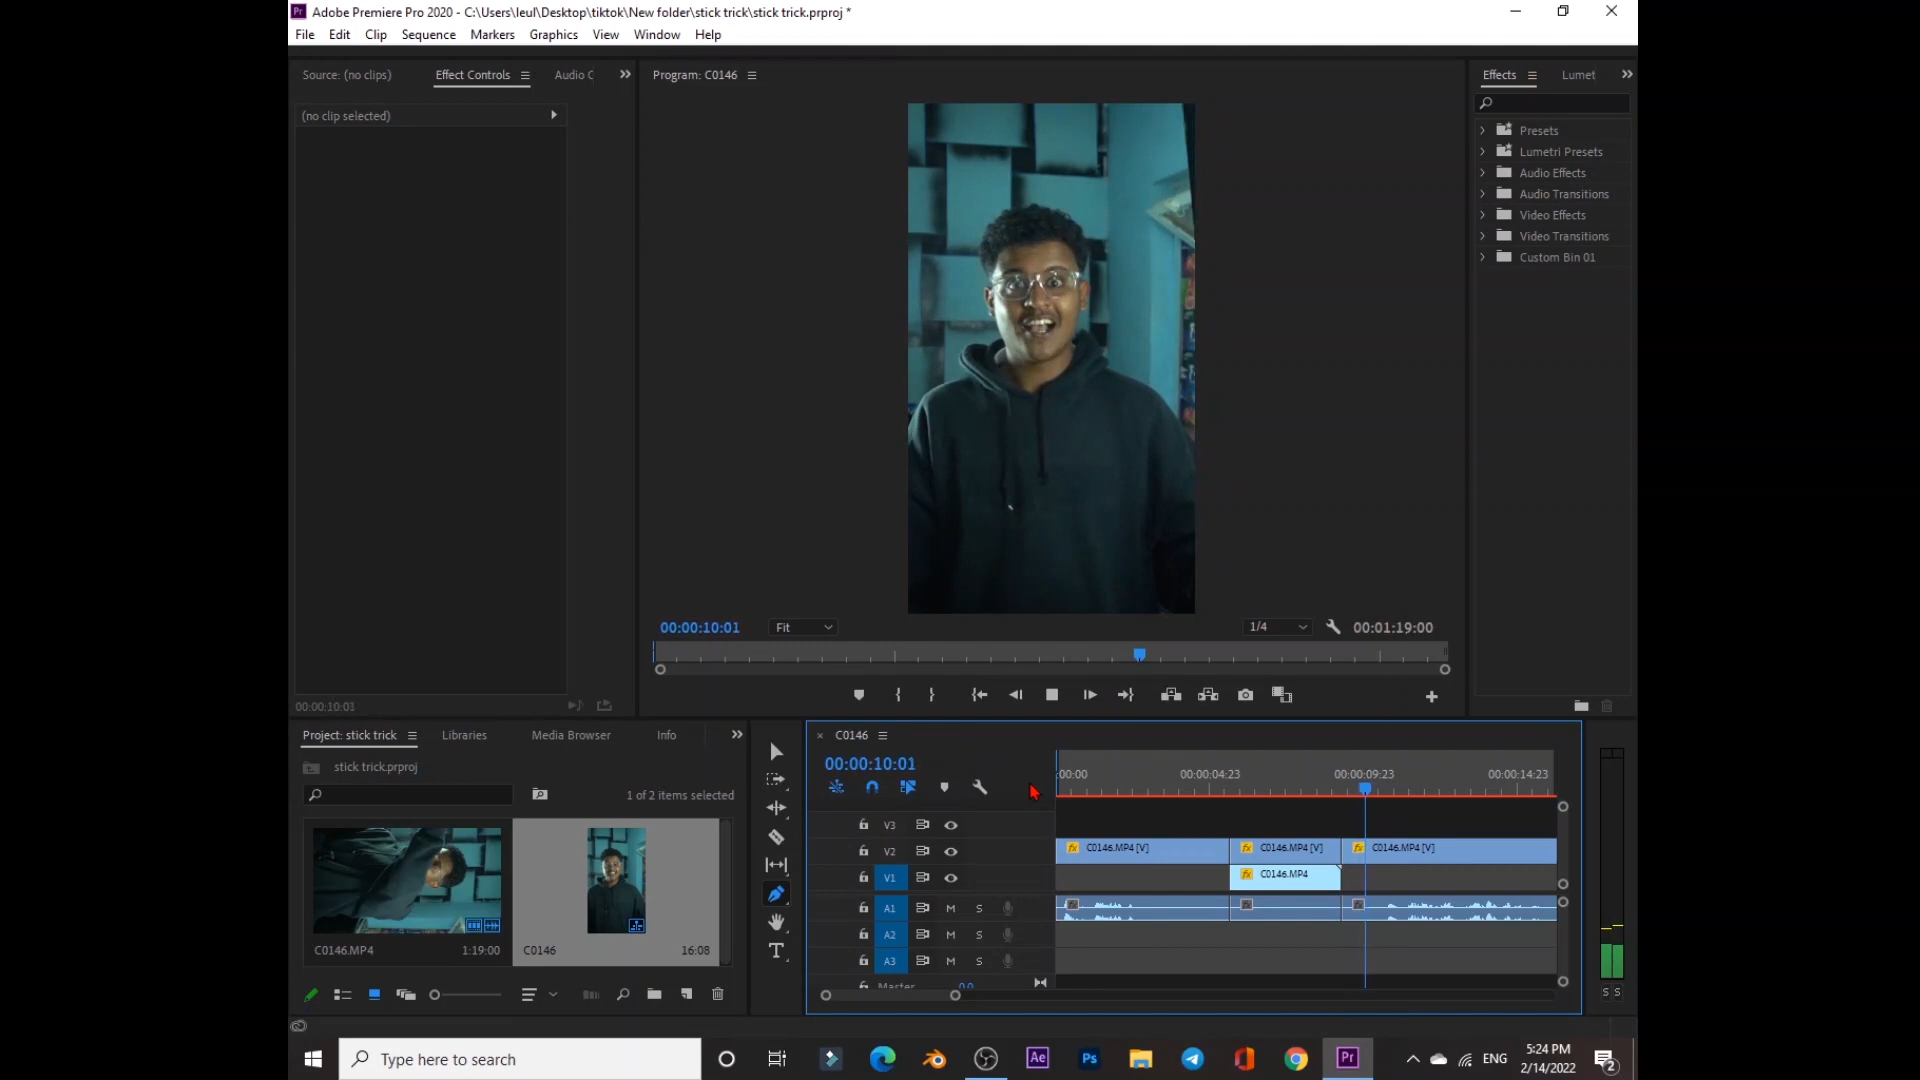 Adobe Premiere Pro 2020 - C:\Users\leul\Desktop\tiktok\New folder\stick trick\stick trick.prproj *
File Edit Clip Sequence Markers Graphics View Window Help
Source: (no clips) Effect Controls Audio C
Program: C0146
Effects Lumet
(no clip selected)
Presets
Lumetri Presets
Audio Effects
Audio Transitions
Video Effects
Video Transitions
Custom Bin 01
00:00:10:01 Fit 1/4 00:01:19:00
00:00:10:01
Project: stick trick Libraries Media Browser Info
stick trick.prproj
1 of 2 items selected
C0146.MP4 1:19:00
C0146 16:08
C0146
00:00:10:01
:00:00 00:00:04:23 00:00:09:23 00:00:14:23
V3
V2 C0146.MP4 [V] C0146.MP4 [V] C0146.MP4 [V]
V1 C0146.MP4
A1 M S
A2 M S
A3 M S
Master 0.0
S S
Type here to search
Ae Ps Pr
ENG
5:24 PM
2/14/2022
2